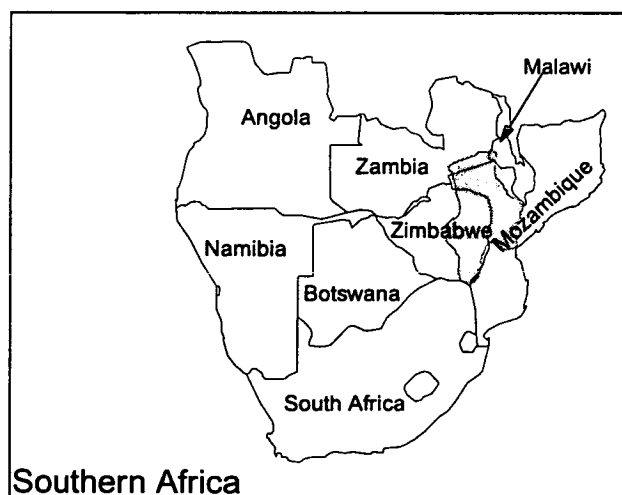 Malawi
Angola
Zambia
Mozambique
Zimbabwe
Namibia
Botswana
South Africa
Southern Africa